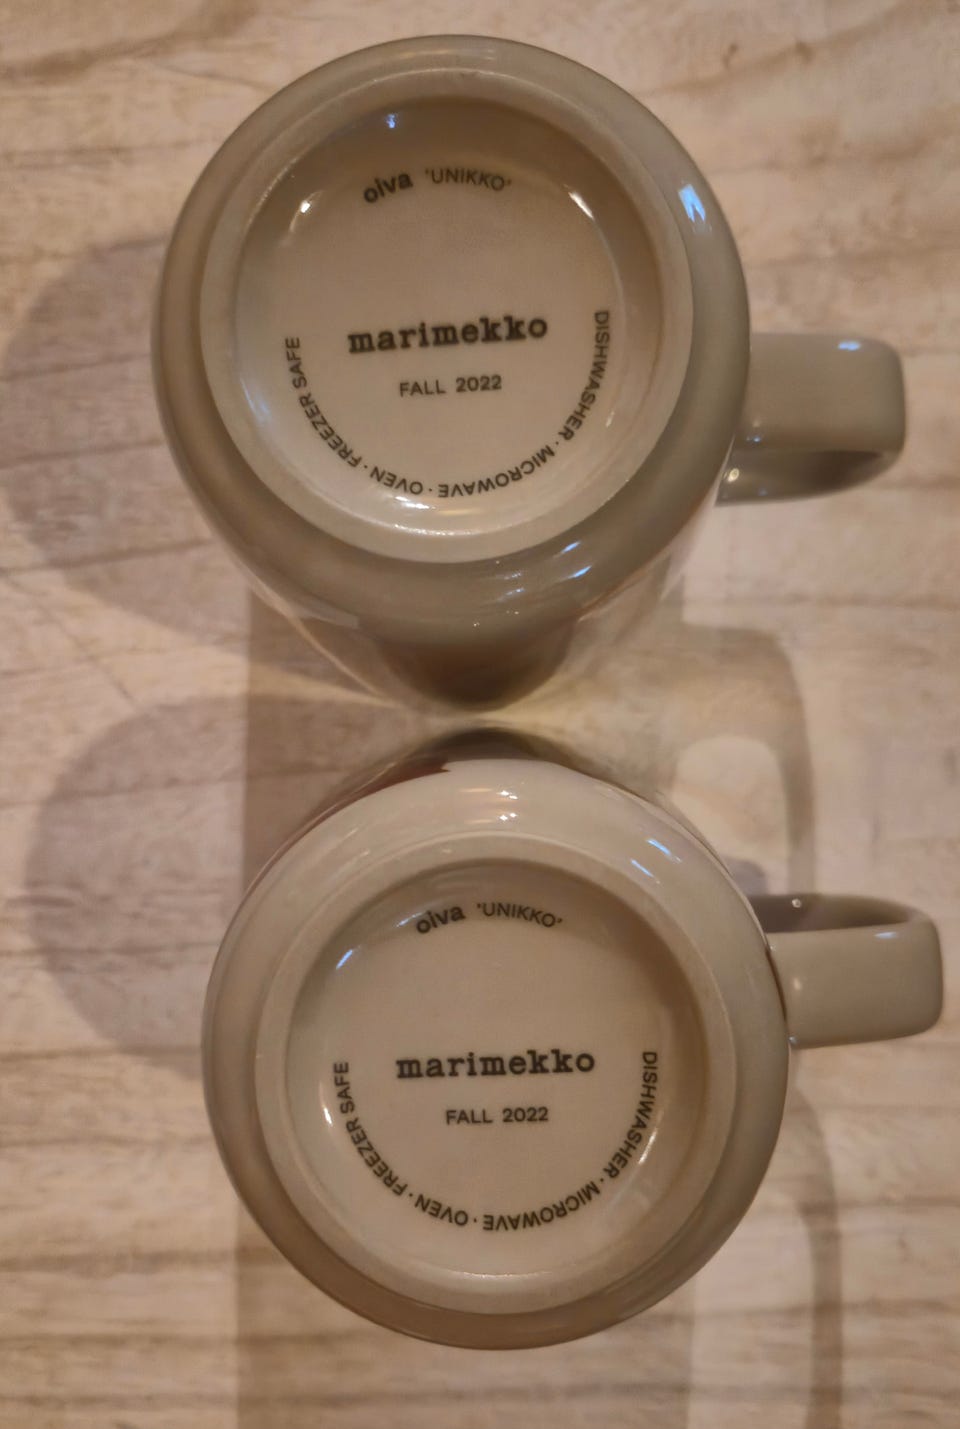 oiva 'UNIKKO'
marimekko
FALL 2022
DISHWASHER · MICROWAVE · OVEN · FREEZER SAFE
oiva 'UNIKKO'
marimekko
FALL 2022
DISHWASHER · MICROWAVE · OVEN · FREEZER SAFE